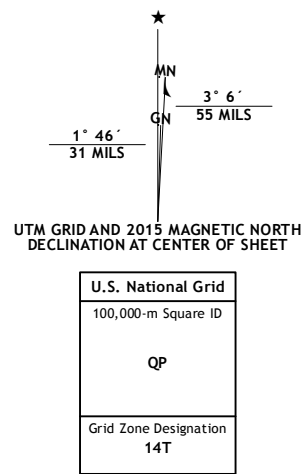 ★
MN
3° 6´
55 MILS
GN
1° 46´
31 MILS
UTM GRID AND 2015 MAGNETIC NORTH
DECLINATION AT CENTER OF SHEET
U.S. National Grid
100,000-m Square ID
QP
Grid Zone Designation
14T